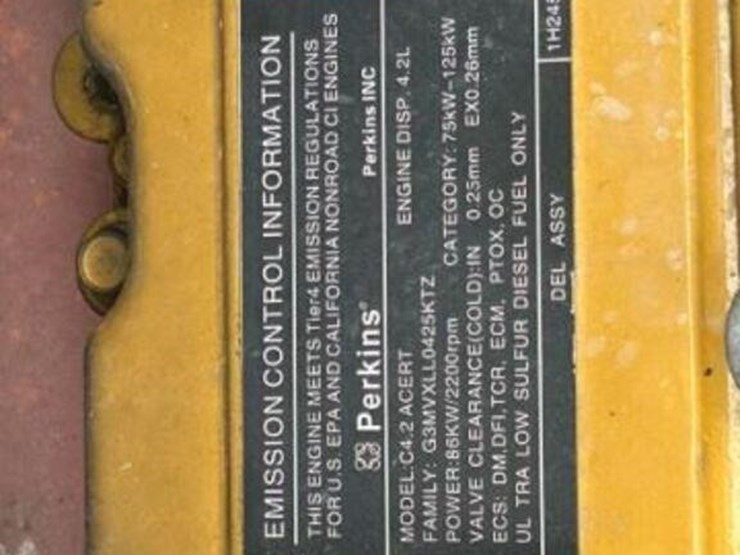 EMISSION CONTROL INFORMATION
THIS ENGINE MEETS Tier4 EMISSION REGULATIONS
FOR U.S. EPA AND CALIFORNIA NONROAD CI ENGINES
Perkins® Perkins INC
MODEL:C4.2 ACERT ENGINE DISP. 4.2L
FAMILY: G3MVXLL0425KTZ
POWER:86KW/2200rpm CATEGORY: 75kW-125kW
VALVE CLEARANCE(COLD):IN 0.25mm EX0.26mm
ECS: DM,DFI,TCR, ECM, PTOX, OC
UL TRA LOW SULFUR DIESEL FUEL ONLY
DEL ASSY